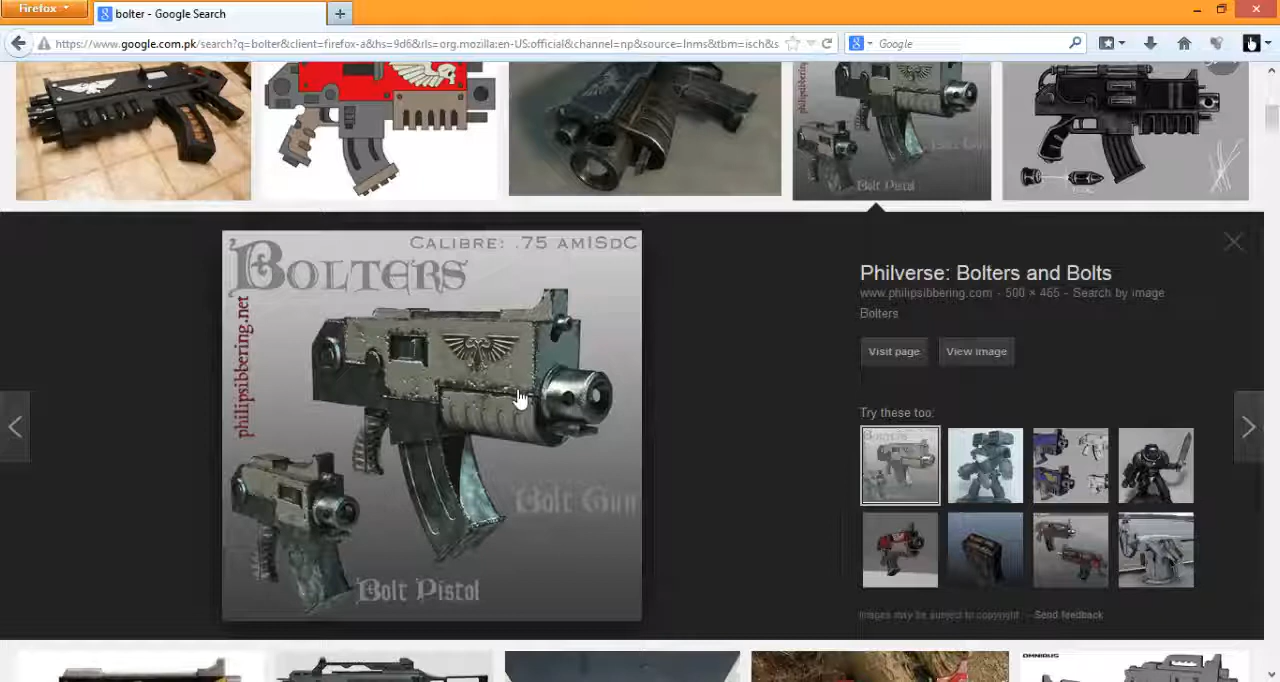 Firefox
bolter - Google Search
https://www.google.com.pk/search?q=bolter&client=firefox-a&hs=9d6&rls=org.mozilla:en-US:official&channel=np&source=lnms&tbm=isch&s
Google
Bolt Pistol
Bolters
Calibre: .75 amISdC
philipsibbering.net
Bolt Gun
Bolt Pistol
Philverse: Bolters and Bolts
www.philipsibbering.com - 500 × 465 - Search by image
Bolters
Visit page
View image
Try these too:
Images may be subject to copyright. - Send feedback
OMNIBUS